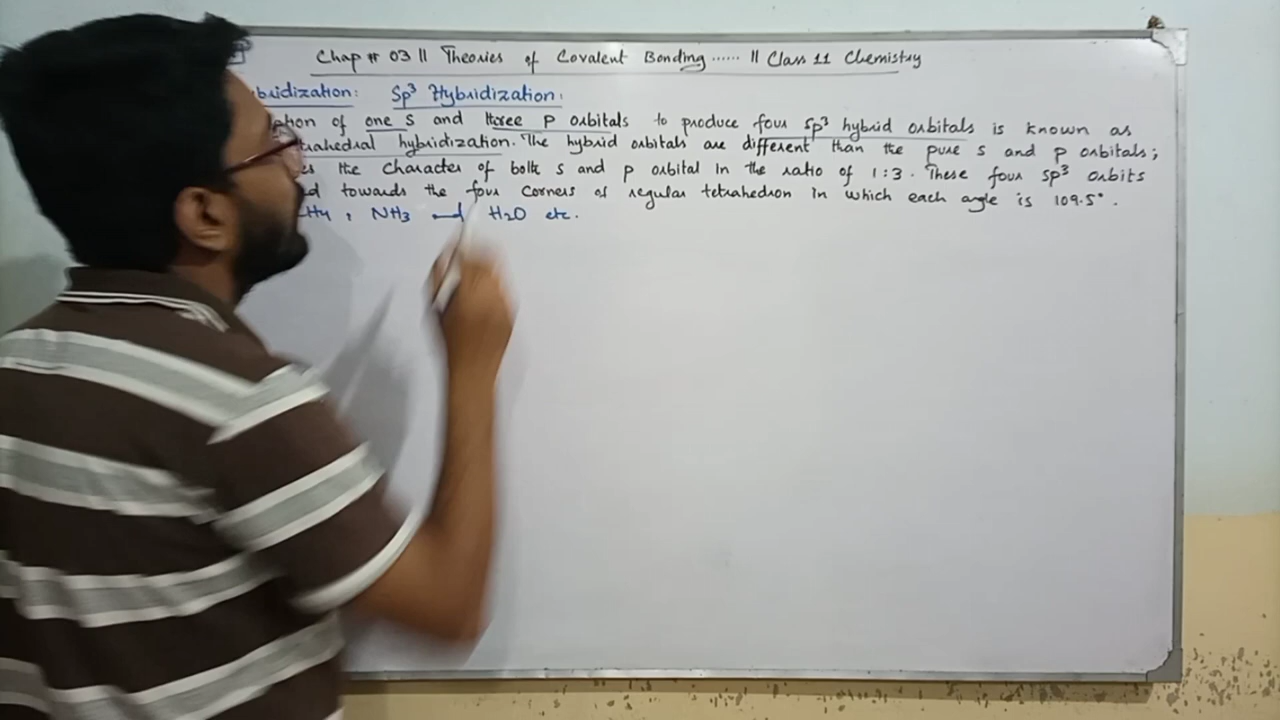 Chap # 03 || Theories of Covalent Bonding ...... || Class 11 Chemistry
bridization: Sp³ Hybridization:
ation of one s and three p orbitals to produce four sp³ hybrid orbitals is known as
trahedral hybridization. The hybrid orbitals are different than the pure s and p orbitals;
es the character of both s and p orbital in the ratio of 1:3. These four sp³ orbits
d towards the four corners of regular tetrahedron in which each angle is 109.5°.
CH₄, NH₃ and H₂O etc.